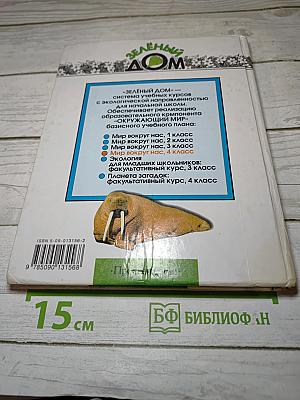 ЗЕЛЁНЫЙ
ДОМ
«ЗЕЛЁНЫЙ ДОМ» —
система учебных курсов
с экологической направленностью
для начальной школы.
Обеспечивает реализацию
образовательного компонента
«ОКРУЖАЮЩИЙ МИР»
базисного учебного плана:
Мир вокруг нас, 1 класс
Мир вокруг нас, 2 класс
Мир вокруг нас, 3 класс
Мир вокруг нас, 4 класс
Экология
для младших школьников:
факультативный курс, 3 класс
Планета загадок:
факультативный курс, 4 класс
ISBN 5-09-013156-2
9 785090 131568
15 см
БФ БИБЛИОФАН